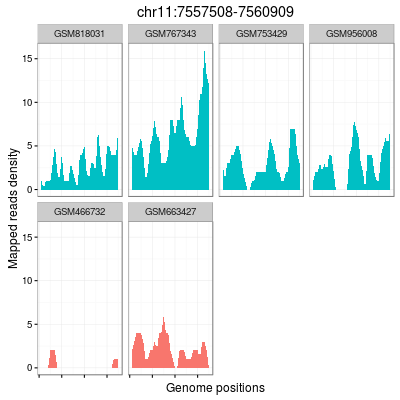 chr11:7557508-7560909
GSM818031 GSM767343 GSM753429 GSM956008
15
10
5
0
GSM466732 GSM663427
15
10
5
0
Mapped reads density
Genome positions